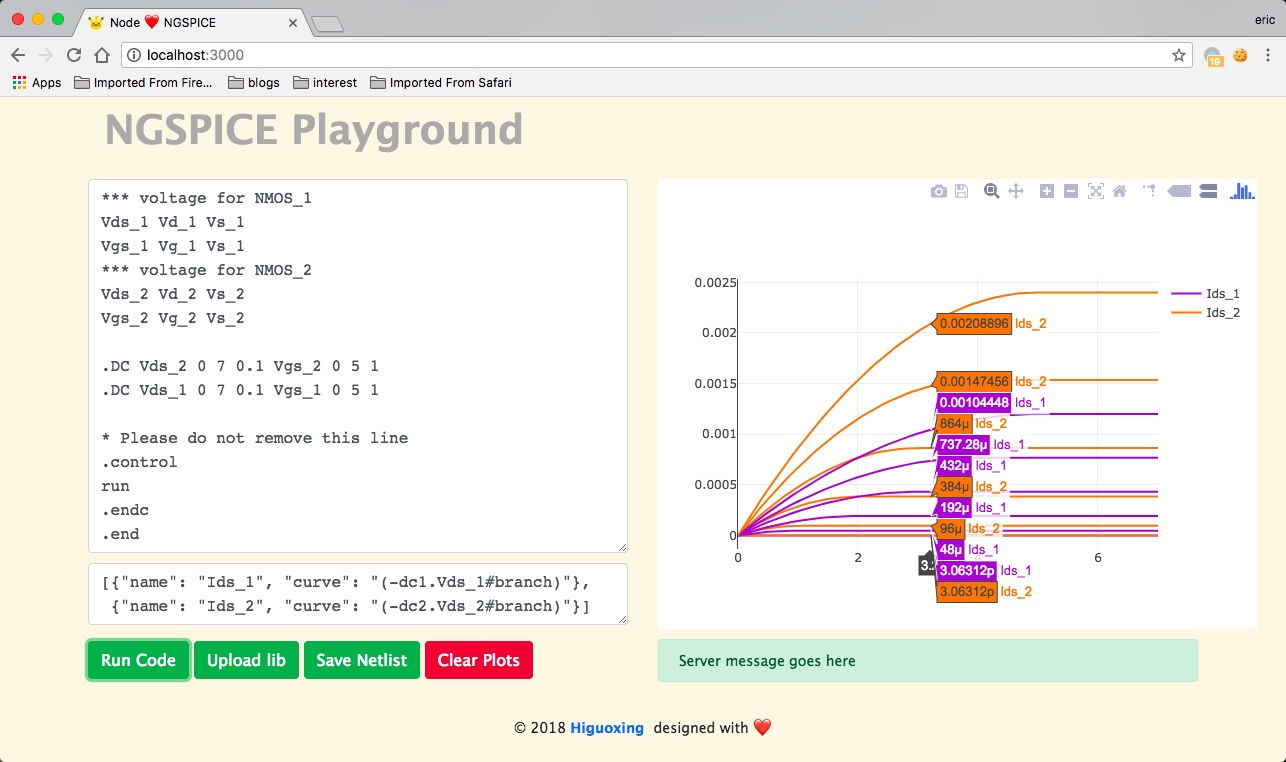 Node ❤️ NGSPICE
eric
localhost:3000
19
Apps Imported From Fire... blogs interest Imported From Safari
NGSPICE Playground
*** voltage for NMOS_1
Vds_1 Vd_1 Vs_1
Vgs_1 Vg_1 Vs_1
*** voltage for NMOS_2
Vds_2 Vd_2 Vs_2
Vgs_2 Vg_2 Vs_2
.DC Vds_2 0 7 0.1 Vgs_2 0 5 1
.DC Vds_1 0 7 0.1 Vgs_1 0 5 1
* Please do not remove this line
.control
run
.endc
.end
[{"name": "Ids_1", "curve": "(-dc1.Vds_1#branch)"},
{"name": "Ids_2", "curve": "(-dc2.Vds_2#branch)"}]
Run Code Upload lib Save Netlist Clear Plots
0.0025
0.002
0.0015
0.001
0.0005
0
0 2 6
Ids_1
Ids_2
0.00208896 Ids_2
0.00147456 Ids_2
0.00104448 Ids_1
864μ Ids_2
737.28μ Ids_1
432μ Ids_1
384μ Ids_2
192μ Ids_1
96μ Ids_2
48μ Ids_1
3.06312p Ids_1
3.06312p Ids_2
Server message goes here
© 2018 Higuoxing designed with ❤️